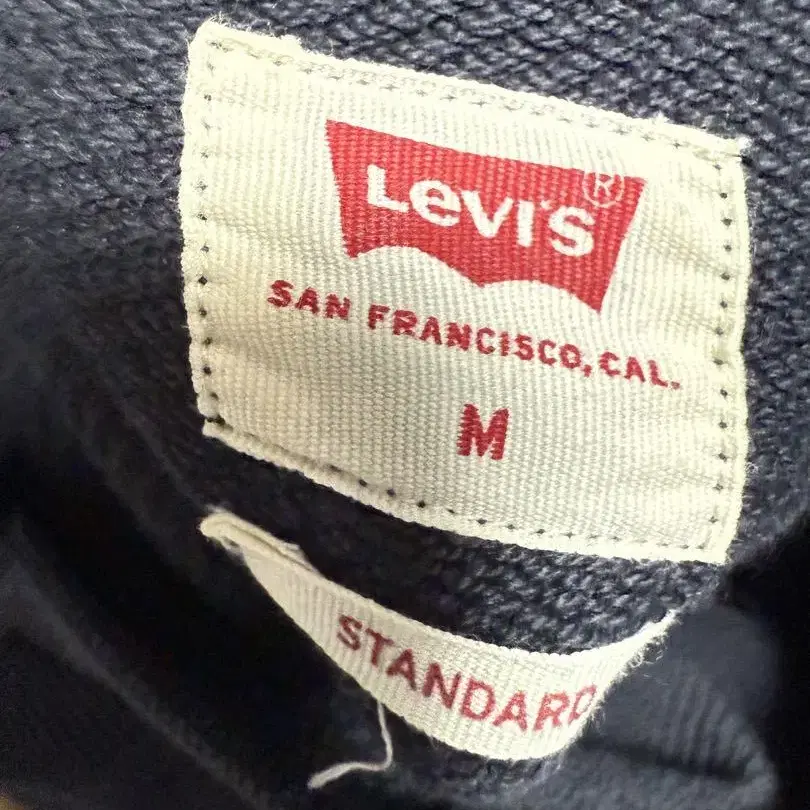 Levi's®
SAN FRANCISCO, CAL.
M
STANDARD